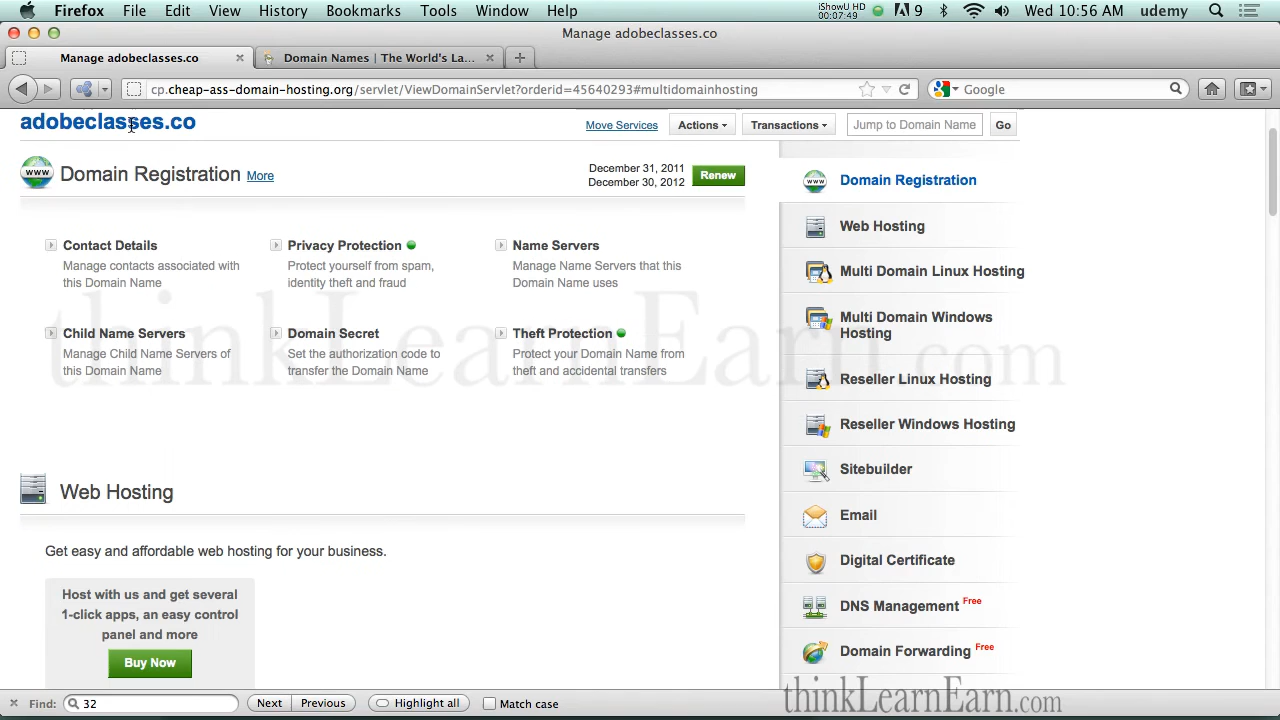 Firefox File Edit View History Bookmarks Tools Window Help iShowU HD 00:07:49 9 Wed 10:56 AM udemy
Manage adobeclasses.co
Manage adobeclasses.co Domain Names | The World's La...
cp.cheap-ass-domain-hosting.org/servlet/ViewDomainServlet?orderid=45640293#multidomainhosting Google
adobeclasses.co Move Services Actions Transactions Jump to Domain Name Go
Domain Registration More December 31, 2011
December 30, 2012 Renew
Contact Details
Manage contacts associated with
this Domain Name
Privacy Protection
Protect yourself from spam,
identity theft and fraud
Name Servers
Manage Name Servers that this
Domain Name uses
Child Name Servers
Manage Child Name Servers of
this Domain Name
Domain Secret
Set the authorization code to
transfer the Domain Name
Theft Protection
Protect your Domain Name from
theft and accidental transfers
thinkLearnEarn.com
Web Hosting
Get easy and affordable web hosting for your business.
Host with us and get several
1-click apps, an easy control
panel and more
Buy Now
Domain Registration
Web Hosting
Multi Domain Linux Hosting
Multi Domain Windows
Hosting
Reseller Linux Hosting
Reseller Windows Hosting
Sitebuilder
Email
Digital Certificate
DNS Management Free
Domain Forwarding Free
thinkLearnEarn.com
Find: 32 Next Previous Highlight all Match case